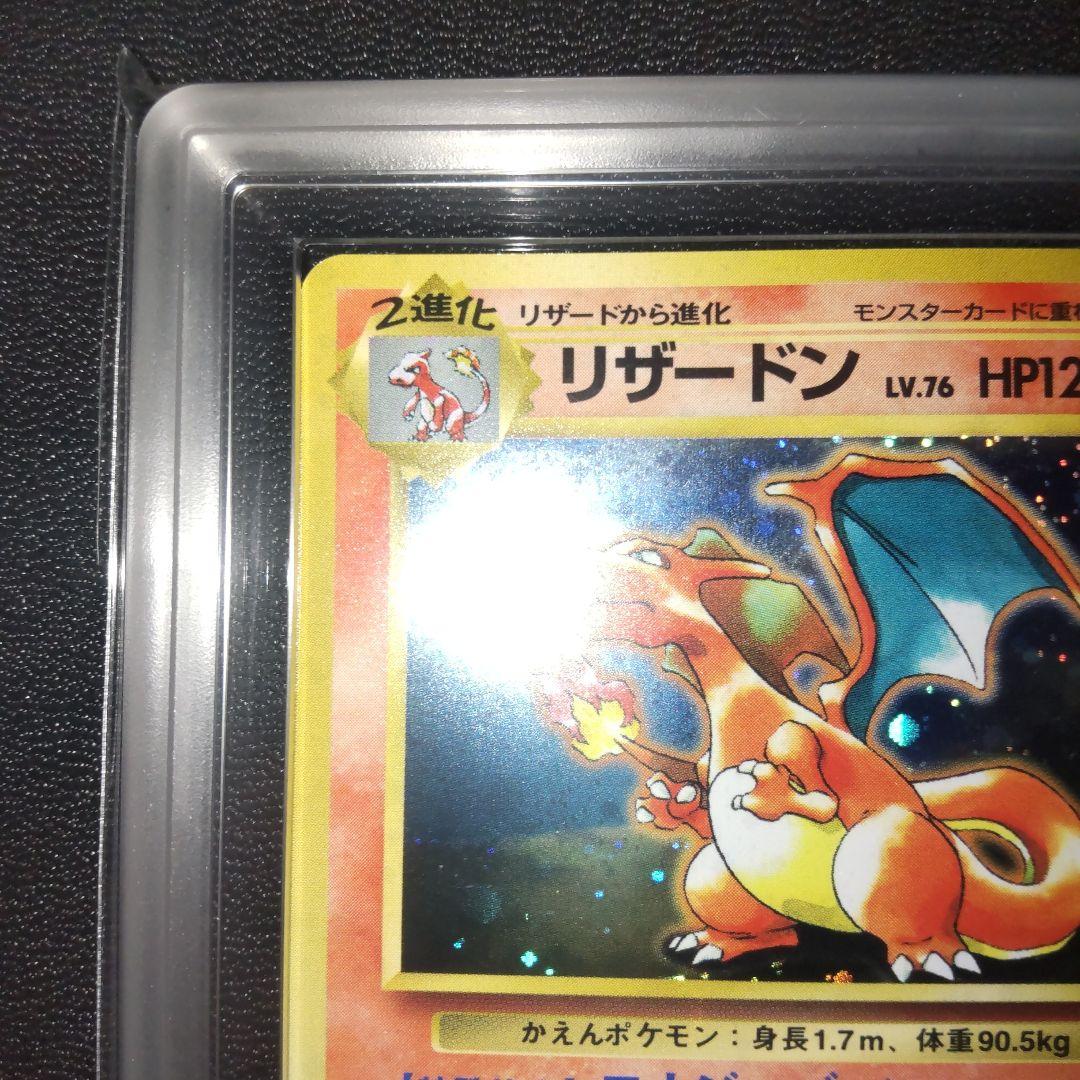 2進化 リザードから進化 モンスターカードに重
リザードン LV.76 HP12
かえんポケモン：身長1.7m、体重90.5kg